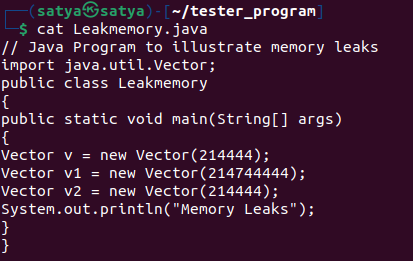 (satya㉿satya)-[~/tester_program]
$ cat Leakmemory.java
// Java Program to illustrate memory leaks
import java.util.Vector;
public class Leakmemory
{
public static void main(String[] args)
{
Vector v = new Vector(214444);
Vector v1 = new Vector(214744444);
Vector v2 = new Vector(214444);
System.out.println("Memory Leaks");
}
}